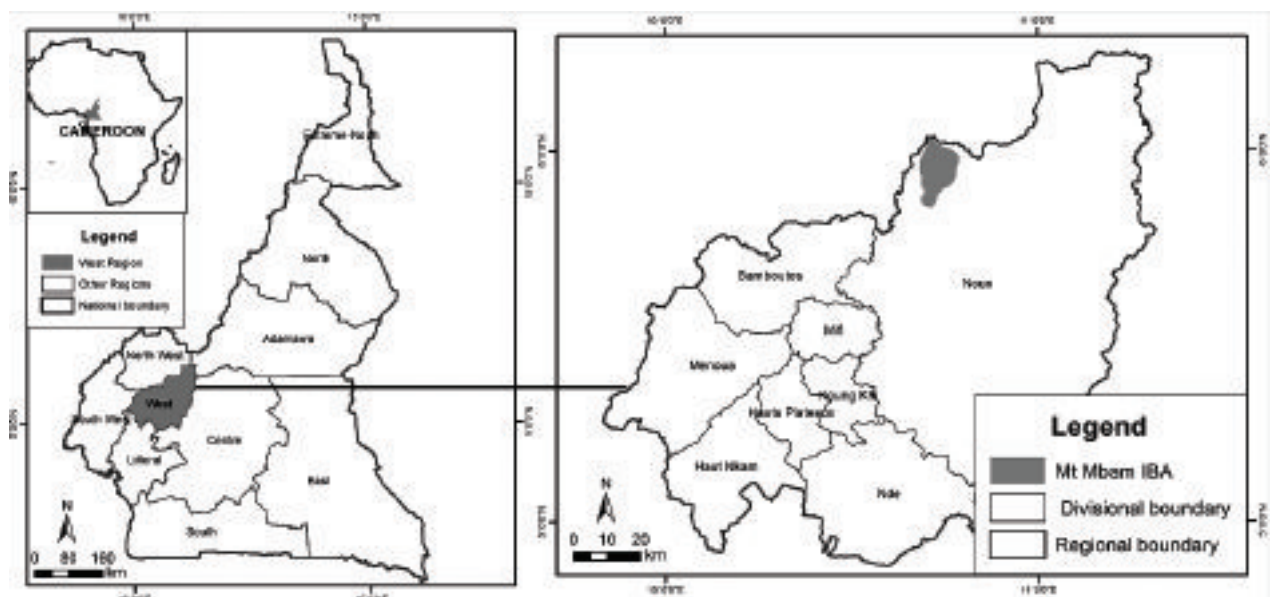 CAMEROON
Legend
West Region
Other Regions
National boundary
Extreme-North
North
Adamawa
North West
West
South West
Centre
Littoral
East
South
N
0 80 160
km
Bamboutos
Noun
Mifi
Menoua
Koung Khi
Hauts Plateaux
Haut Nkam
Nde
N
0 10 20
km
Legend
Mt Mbam IBA
Divisional boundary
Regional boundary